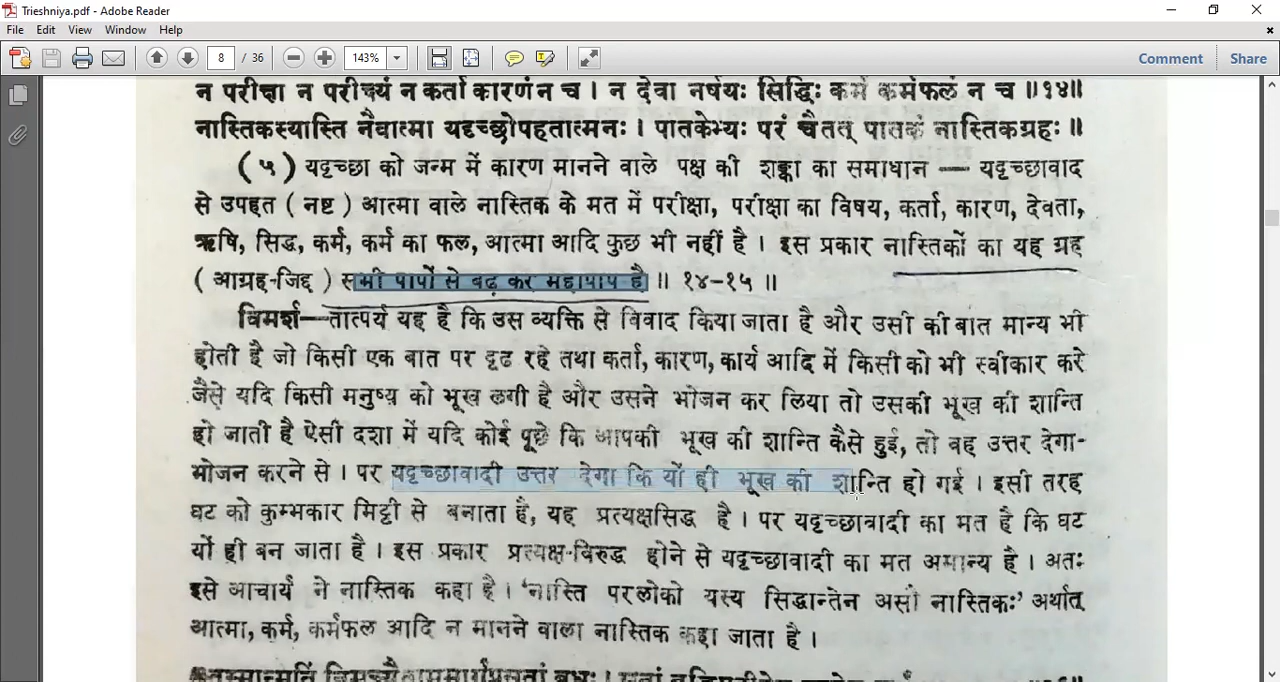 Trieshniya.pdf - Adobe Reader
File Edit View Window Help
8 / 36 143% Comment Share
न परीक्षा न परीक्ष्यं न कर्ता कारणं न च । न देवा नर्षयः सिद्धिः कर्म कर्मफलं न च ॥१४॥
नास्तिकस्यास्ति नैवात्मा यदृच्छोपहतात्मनः । पातकेभ्यः परं चैतत् पातकं नास्तिकग्रहः ॥
( ५ ) यदृच्छा को जन्म में कारण मानने वाले पक्ष की शङ्का का समाधान — यदृच्छावाद
से उपहत ( नष्ट ) आत्मा वाले नास्तिक के मत में परीक्षा, परीक्षा का विषय, कर्ता, कारण, देवता,
ऋषि, सिद्ध, कर्म, कर्म का फल, आत्मा आदि कुछ भी नहीं है । इस प्रकार नास्तिकों का यह ग्रह
( आग्रह-जिद्द ) सभी पापों से बढ़ कर महापाप है ॥ १४-१५ ॥
विमर्श—तात्पर्य यह है कि उस व्यक्ति से विवाद किया जाता है और उसी की बात मान्य भी
होती है जो किसी एक बात पर दृढ रहे तथा कर्ता, कारण, कार्य आदि में किसी को भी स्वीकार करे
जैसे यदि किसी मनुष्य को भूख लगी है और उसने भोजन कर लिया तो उसकी भूख की शान्ति
हो जाती है ऐसी दशा में यदि कोई पूछे कि आपकी भूख की शान्ति कैसे हुई, तो वह उत्तर देगा-
भोजन करने से । पर यदृच्छावादी उत्तर देगा कि यों ही भूख की शान्ति हो गई । इसी तरह
घट को कुम्भकार मिट्टी से बनाता है, यह प्रत्यक्षसिद्ध है । पर यदृच्छावादी का मत है कि घट
यों ही बन जाता है । इस प्रकार प्रत्यक्ष-विरुद्ध होने से यदृच्छावादी का मत अमान्य है । अतः
इसे आचार्य ने नास्तिक कहा है । 'नास्ति परलोको यस्य सिद्धान्तेन असौ नास्तिकः' अर्थात्
आत्मा, कर्म, कर्मफल आदि न मानने वाला नास्तिक कहा जाता है ।